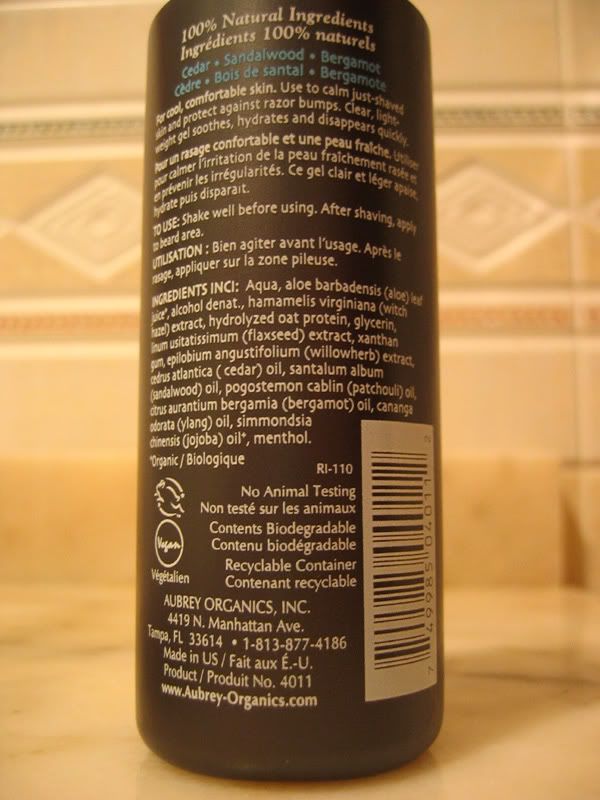 100% Natural Ingredients
Ingrédients 100% naturels
Cedar • Sandalwood • Bergamot
Cèdre • Bois de santal • Bergamote
For cool, comfortable skin. Use to calm just-shaved
skin and protect against razor bumps. Clear, light-
weight gel soothes, hydrates and disappears quickly.
Pour un rasage confortable et une peau fraîche. Utiliser
pour calmer l'irritation de la peau fraîchement rasée et
en prévenir les irrégularités. Ce gel clair et léger apaise,
hydrate puis disparaît.
TO USE: Shake well before using. After shaving, apply
to beard area.
UTILISATION : Bien agiter avant l'usage. Après le
rasage, appliquer sur la zone pileuse.
INGREDIENTS INCI: Aqua, aloe barbadensis (aloe) leaf
juice*, alcohol denat., hamamelis virginiana (witch
hazel) extract, hydrolyzed oat protein, glycerin,
linum usitatissimum (flaxseed) extract, xanthan
gum, epilobium angustifolium (willowherb) extract,
cedrus atlantica ( cedar) oil, santalum album
(sandalwood) oil, pogostemon cablin (patchouli) oil,
citrus aurantium bergamia (bergamot) oil, cananga
odorata (ylang) oil, simmondsia
chinensis (jojoba) oil*, menthol.
*Organic / Biologique
RI-110
No Animal Testing
Non testé sur les animaux
Contents Biodegradable
Contenu biodégradable
Recyclable Container
Contenant recyclable
Vegan
Végétalien
AUBREY ORGANICS, INC.
4419 N. Manhattan Ave.
Tampa, FL 33614 • 1-813-877-4186
Made in US / Fait aux É.-U.
Product / Produit No. 4011
www.Aubrey-Organics.com
7 49985 04011 2